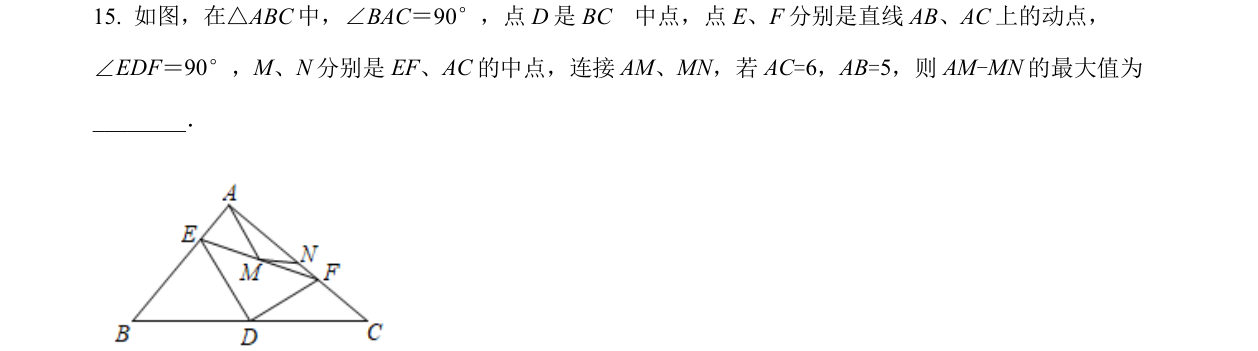 15. 如图，在△ABC中，∠BAC＝90°，点D是BC 中点，点E、F分别是直线AB、AC上的动点，
∠EDF＝90°，M、N分别是EF、AC的中点，连接AM、MN，若AC=6，AB=5，则AM−MN的最大值为
________．
A
E
N
M
F
B
D
C